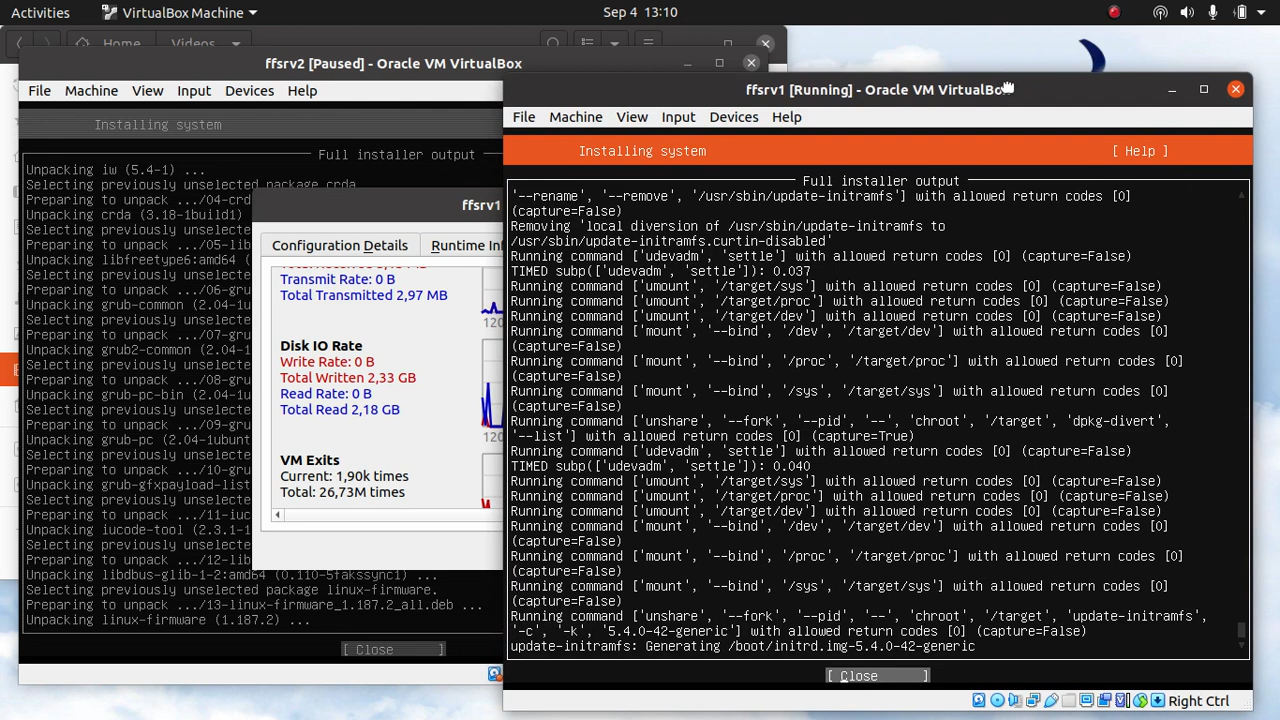 Activities
VirtualBox Machine
Sep 4 13:10
Home
Videos
ffsrv2 [Paused] - Oracle VM VirtualBox
File Machine View Input Devices Help
Installing system
Full installer output
Unpacking iw (5.4-1) ...
Selecting previously unselected package crda.
Preparing to unpack .../04-crd
Unpacking crda (3.18-1build1)
Selecting previously unselecte
Preparing to unpack .../05-lib
Unpacking libfreetype6:amd64
Selecting previously unselecte
Preparing to unpack .../06-gru
Unpacking grub-common (2.04-1u
Selecting previously unselecte
Preparing to unpack .../07-gru
Unpacking grub2-common (2.04-1
Selecting previously unselecte
Preparing to unpack .../08-gru
Unpacking grub-pc-bin (2.04-1u
Selecting previously unselecte
Preparing to unpack .../09-gru
Unpacking grub-pc (2.04-1ubunt
Selecting previously unselecte
Preparing to unpack .../10-gru
Unpacking grub-gfxpayload-list
Selecting previously unselecte
Preparing to unpack .../11-iuc
Unpacking iucode-tool (2.3.1-1
Selecting previously unselecte
Preparing to unpack .../12-lib
Unpacking libdbus-glib-1-2:amd64 (0.110-5fakssync1) ...
Selecting previously unselected package linux-firmware.
Preparing to unpack .../13-linux-firmware_1.187.2_all.deb ...
Unpacking linux-firmware (1.187.2) ...
[ Close ]
ffsrv1
Configuration Details
Runtime Inf
Transmit Rate: 0 B
Total Transmitted 2,97 MB
120
Disk IO Rate
Write Rate: 0 B
Total Written 2,33 GB
Read Rate: 0 B
Total Read 2,18 GB
120
VM Exits
Current: 1,90k times
Total: 26,73M times
ffsrv1 [Running] - Oracle VM VirtualBox
File Machine View Input Devices Help
Installing system
[ Help ]
Full installer output
'--rename', '--remove', '/usr/sbin/update-initramfs'] with allowed return codes [0]
(capture=False)
Removing 'local diversion of /usr/sbin/update-initramfs to
/usr/sbin/update-initramfs.curtin-disabled'
Running command ['udevadm', 'settle'] with allowed return codes [0] (capture=False)
TIMED subp(['udevadm', 'settle']): 0.037
Running command ['umount', '/target/sys'] with allowed return codes [0] (capture=False)
Running command ['umount', '/target/proc'] with allowed return codes [0] (capture=False)
Running command ['umount', '/target/dev'] with allowed return codes [0] (capture=False)
Running command ['mount', '--bind', '/dev', '/target/dev'] with allowed return codes [0]
(capture=False)
Running command ['mount', '--bind', '/proc', '/target/proc'] with allowed return codes [0]
(capture=False)
Running command ['mount', '--bind', '/sys', '/target/sys'] with allowed return codes [0]
(capture=False)
Running command ['unshare', '--fork', '--pid', '--', 'chroot', '/target', 'dpkg-divert',
'--list'] with allowed return codes [0] (capture=True)
Running command ['udevadm', 'settle'] with allowed return codes [0] (capture=False)
TIMED subp(['udevadm', 'settle']): 0.040
Running command ['umount', '/target/sys'] with allowed return codes [0] (capture=False)
Running command ['umount', '/target/proc'] with allowed return codes [0] (capture=False)
Running command ['umount', '/target/dev'] with allowed return codes [0] (capture=False)
Running command ['mount', '--bind', '/dev', '/target/dev'] with allowed return codes [0]
(capture=False)
Running command ['mount', '--bind', '/proc', '/target/proc'] with allowed return codes [0]
(capture=False)
Running command ['mount', '--bind', '/sys', '/target/sys'] with allowed return codes [0]
(capture=False)
Running command ['unshare', '--fork', '--pid', '--', 'chroot', '/target', 'update-initramfs',
'-c', '-k', '5.4.0-42-generic'] with allowed return codes [0] (capture=False)
update-initramfs: Generating /boot/initrd.img-5.4.0-42-generic
[ Close ]
Right Ctrl